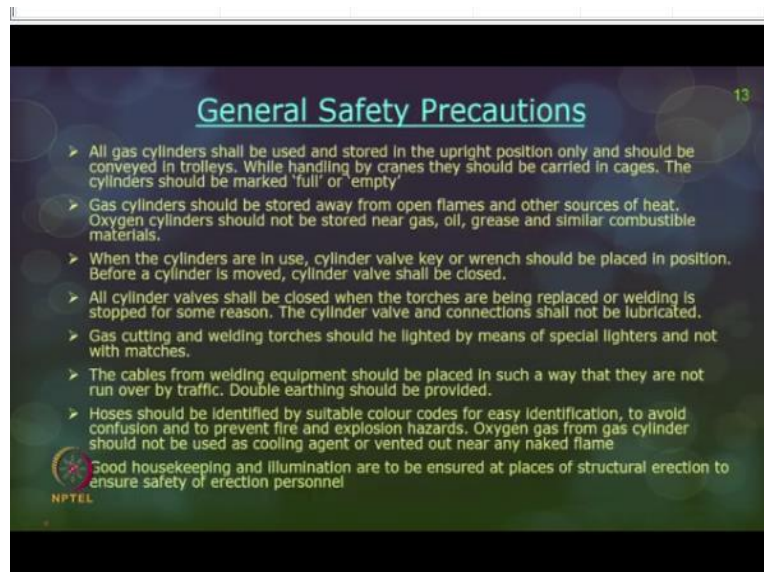 13
General Safety Precautions
➢ All gas cylinders shall be used and stored in the upright position only and should be
conveyed in trolleys. While handling by cranes they should be carried in cages. The
cylinders should be marked 'full' or 'empty'
➢ Gas cylinders should be stored away from open flames and other sources of heat.
Oxygen cylinders should not be stored near gas, oil, grease and similar combustible
materials.
➢ When the cylinders are in use, cylinder valve key or wrench should be placed in position.
Before a cylinder is moved, cylinder valve shall be closed.
➢ All cylinder valves shall be closed when the torches are being replaced or welding is
stopped for some reason. The cylinder valve and connections shall not be lubricated.
➢ Gas cutting and welding torches should he lighted by means of special lighters and not
with matches.
➢ The cables from welding equipment should be placed in such a way that they are not
run over by traffic. Double earthing should be provided.
➢ Hoses should be identified by suitable colour codes for easy identification, to avoid
confusion and to prevent fire and explosion hazards. Oxygen gas from gas cylinder
should not be used as cooling agent or vented out near any naked flame
Good housekeeping and illumination are to be ensured at places of structural erection to
ensure safety of erection personnel
NPTEL